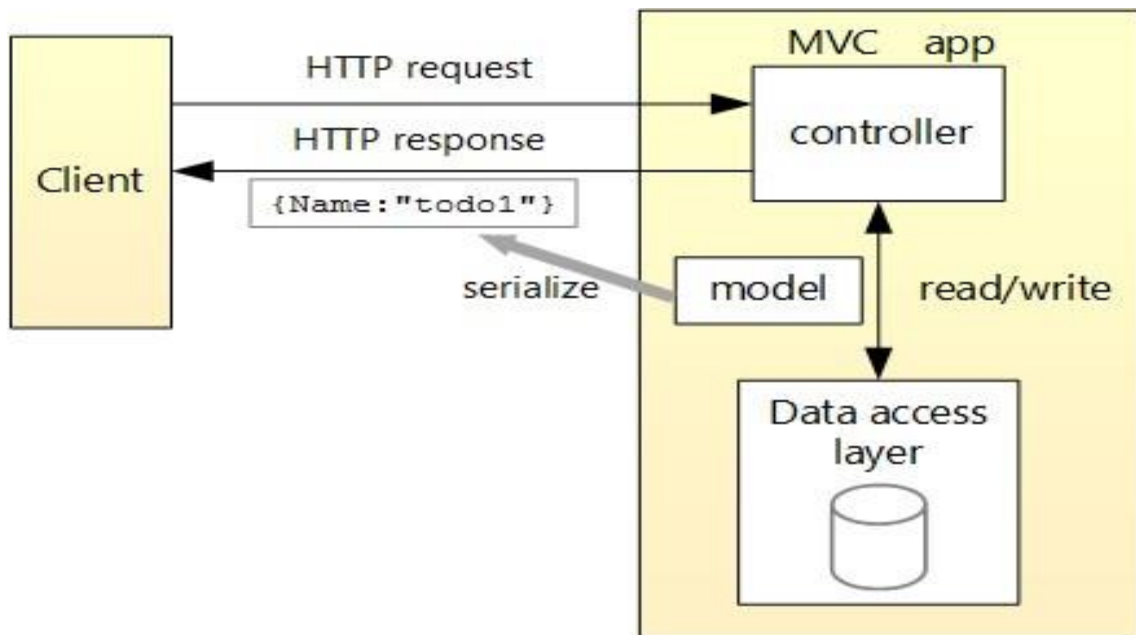 MVC app
HTTP request
controller
HTTP response
Client
{Name:"todo1"}
serialize
model
read/write
Data access
layer